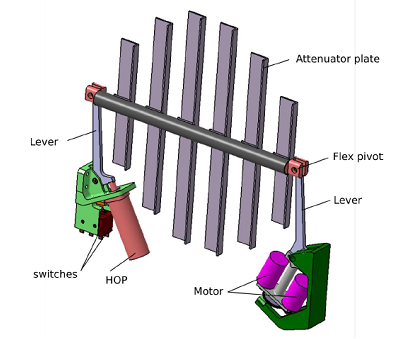 Attenuator plate
Lever
Flex pivot
Lever
switches
HOP
Motor